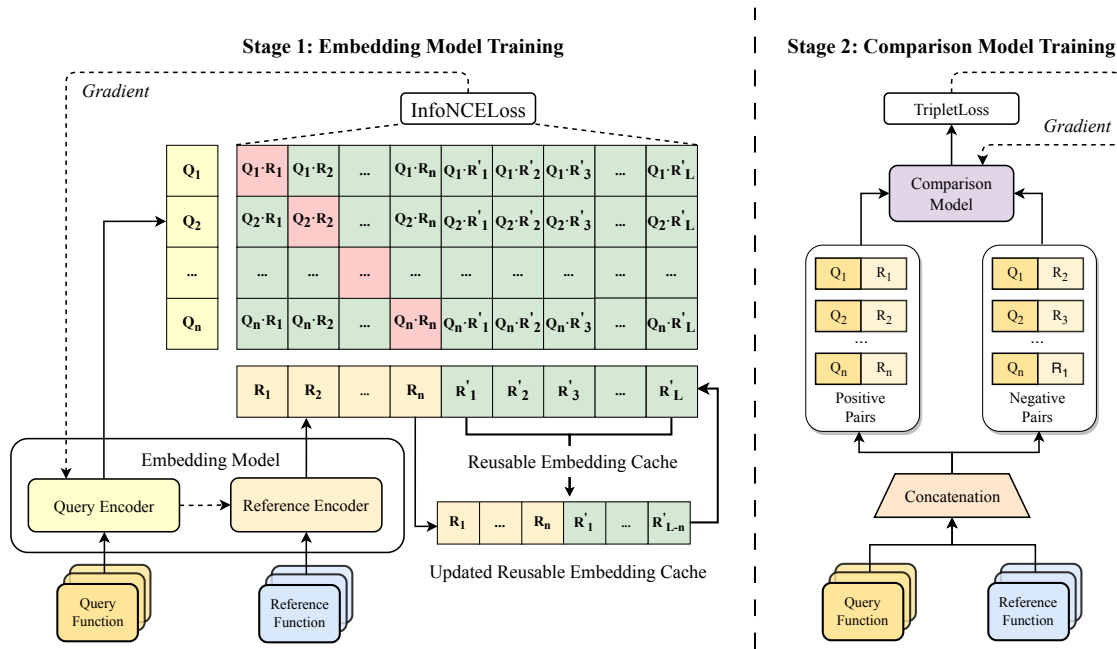 Stage 1: Embedding Model Training
Gradient
InfoNCELoss
Q1 Q1·R1 Q1·R2 ... Q1·Rn Q1·R'1 Q1·R'2 Q1·R'3 ... Q1·R'L
Q2 Q2·R1 Q2·R2 ... Q2·Rn Q2·R'1 Q2·R'2 Q2·R'3 ... Q2·R'L
... ... ... ... ... ... ... ... ... ...
Qn Qn·R1 Qn·R2 ... Qn·Rn Qn·R'1 Qn·R'2 Qn·R'3 ... Qn·R'L
R1 R2 ... Rn R'1 R'2 R'3 ... R'L
Embedding Model
Reusable Embedding Cache
Query Encoder
Reference Encoder
R1 ... Rn R'1 ... R'L-n
Updated Reusable Embedding Cache
Query
Function
Reference
Function
Stage 2: Comparison Model Training
TripletLoss
Gradient
Comparison
Model
Q1 R1
Q2 R2
...
Qn Rn
Positive
Pairs
Q1 R2
Q2 R3
...
Qn R1
Negative
Pairs
Concatenation
Query
Function
Reference
Function